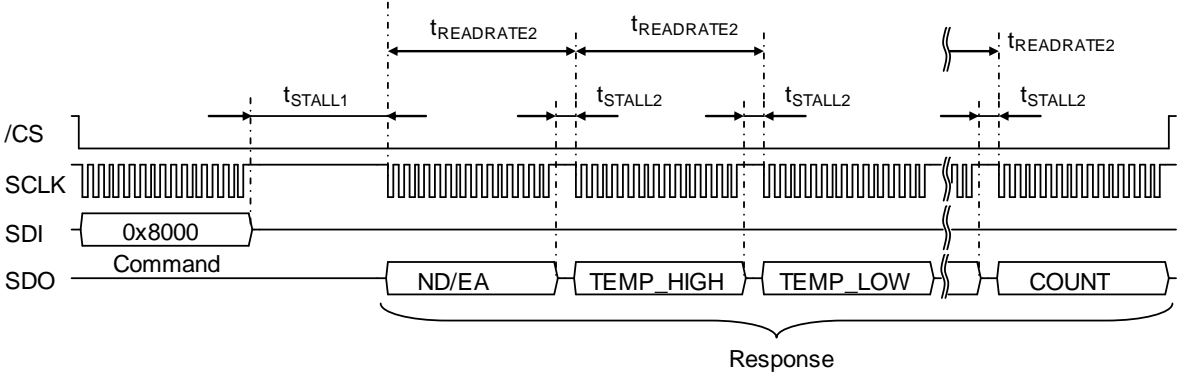 tREADRATE2 tREADRATE2 tREADRATE2
tSTALL1 tSTALL2 tSTALL2 tSTALL2
/CS
SCLK
SDI 0x8000
Command
SDO ND/EA TEMP_HIGH TEMP_LOW COUNT
Response